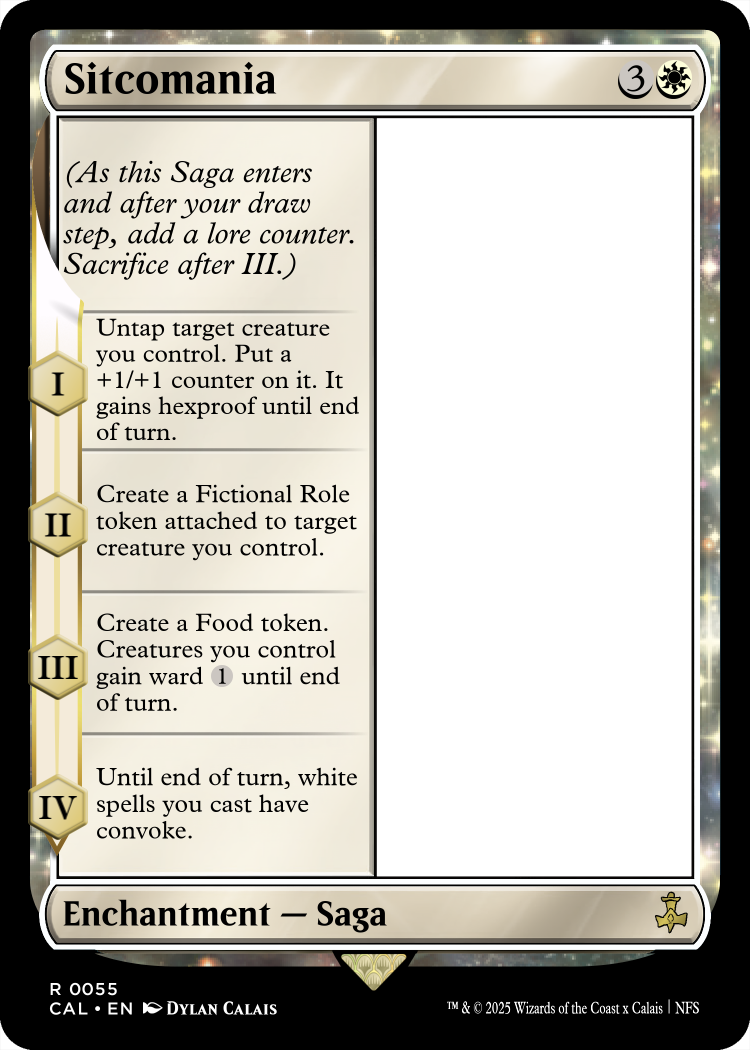 Sitcomania 3
(As this Saga enters
and after your draw
step, add a lore counter.
Sacrifice after III.)
I
Untap target creature
you control. Put a
+1/+1 counter on it. It
gains hexproof until end
of turn.
II
Create a Fictional Role
token attached to target
creature you control.
III
Create a Food token.
Creatures you control
gain ward 1 until end
of turn.
IV
Until end of turn, white
spells you cast have
convoke.
Enchantment — Saga
R 0055
CAL • EN DYLAN CALAIS
™ & © 2025 Wizards of the Coast x Calais | NFS